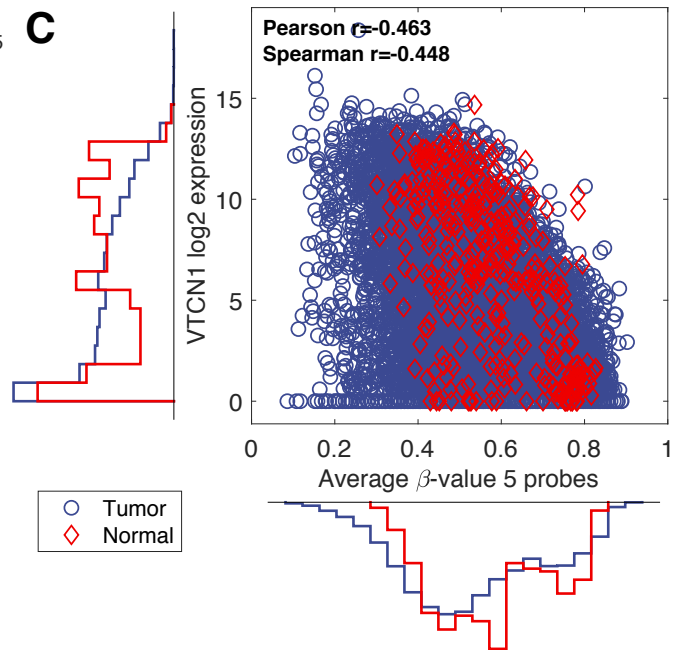 5
C
Pearson r=-0.463
Spearman r=-0.448
VTCN1 log2 expression
15
10
5
0
0
0.2
0.4
0.6
0.8
1
Average β-value 5 probes
Tumor
Normal